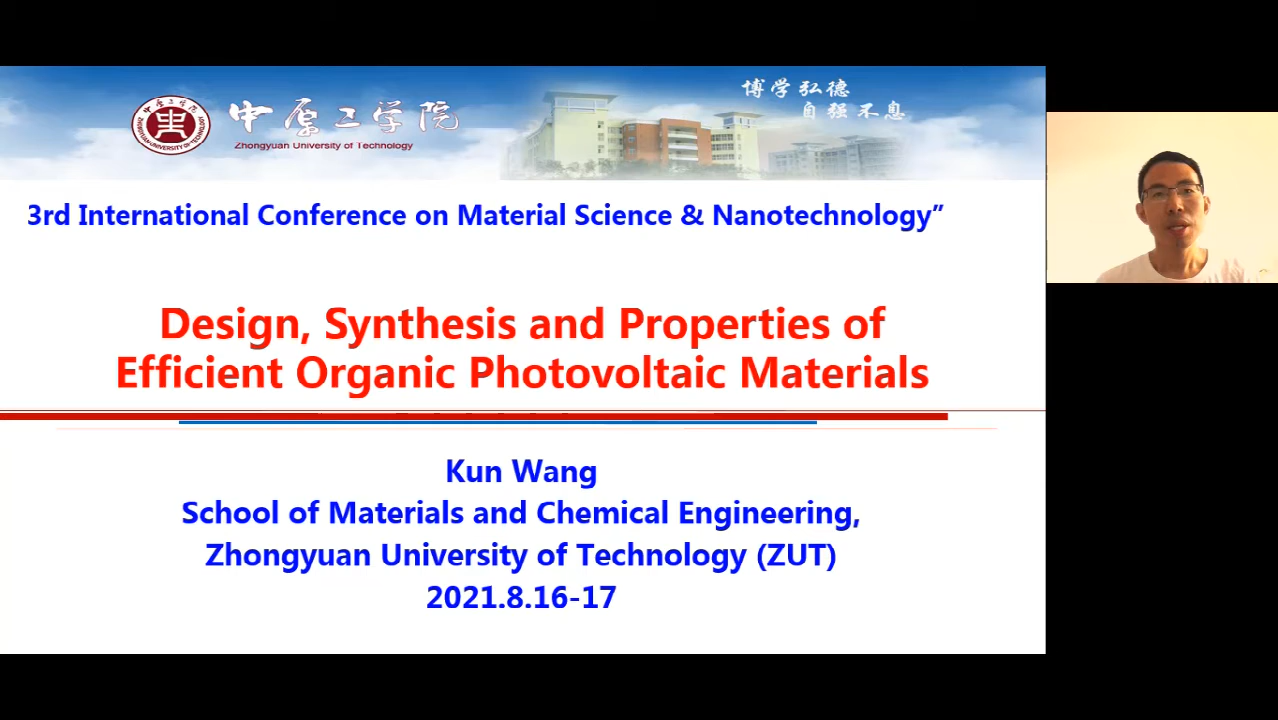 中原工学院
Zhongyuan University of Technology
博学弘德
自强不息
3rd International Conference on Material Science & Nanotechnology”
Design, Synthesis and Properties of
Efficient Organic Photovoltaic Materials
Kun Wang
School of Materials and Chemical Engineering,
Zhongyuan University of Technology (ZUT)
2021.8.16-17